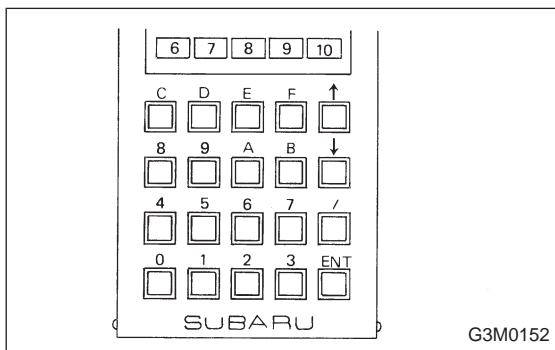 6 7 8 9 10
C D E F ↑
8 9 A B ↓
4 5 6 7 /
0 1 2 3 ENT
SUBARU
G3M0152